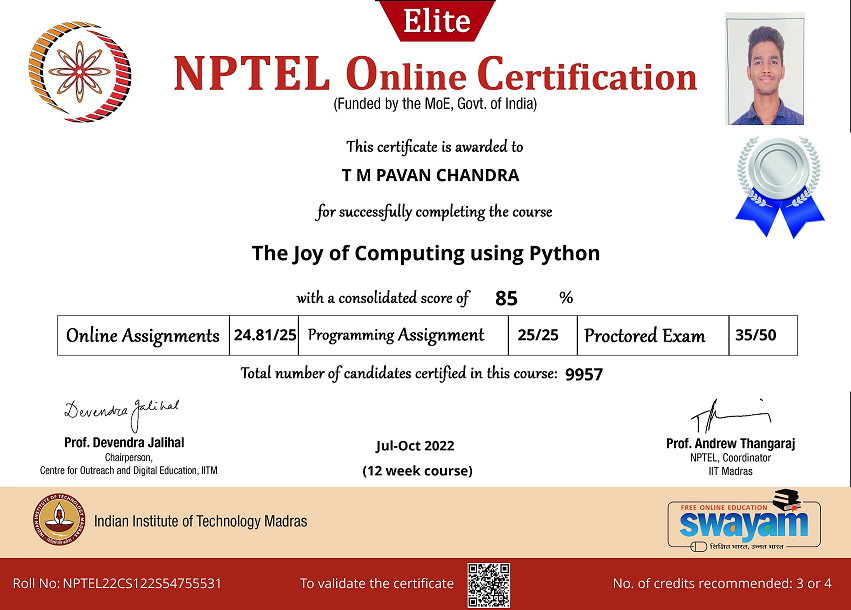 Elite
NPTEL Online Certification
(Funded by the MoE, Govt. of India)
This certificate is awarded to
T M PAVAN CHANDRA
for successfully completing the course
The Joy of Computing using Python
with a consolidated score of 85 %
Online Assignments 24.81/25 Programming Assignment 25/25 Proctored Exam 35/50
Total number of candidates certified in this course: 9957
Devendra Jalihal
Prof. Devendra Jalihal
Chairperson,
Centre for Outreach and Digital Education, IITM
Jul-Oct 2022
(12 week course)
Prof. Andrew Thangaraj
NPTEL, Coordinator
IIT Madras
Indian Institute of Technology Madras
FREE ONLINE EDUCATION
swayam
शिक्षित भारत, उन्नत भारत
Roll No: NPTEL22CS122S54755531
To validate the certificate
No. of credits recommended: 3 or 4